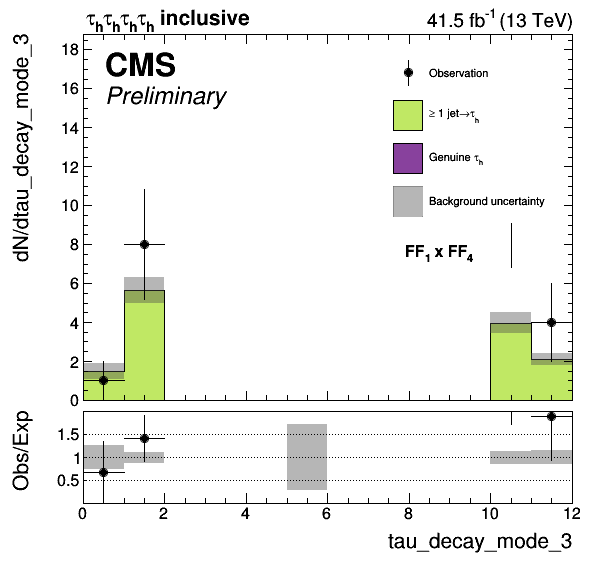 τhτhτhτh inclusive
41.5 fb⁻¹ (13 TeV)
dN/dtau_decay_mode_3
CMS
Preliminary
Observation
≥ 1 jet→τh
Genuine τh
Background uncertainty
FF₁ x FF₄
18
16
14
12
10
8
6
4
2
0
Obs/Exp
1.5
1
0.5
0 2 4 6 8 10 12
tau_decay_mode_3